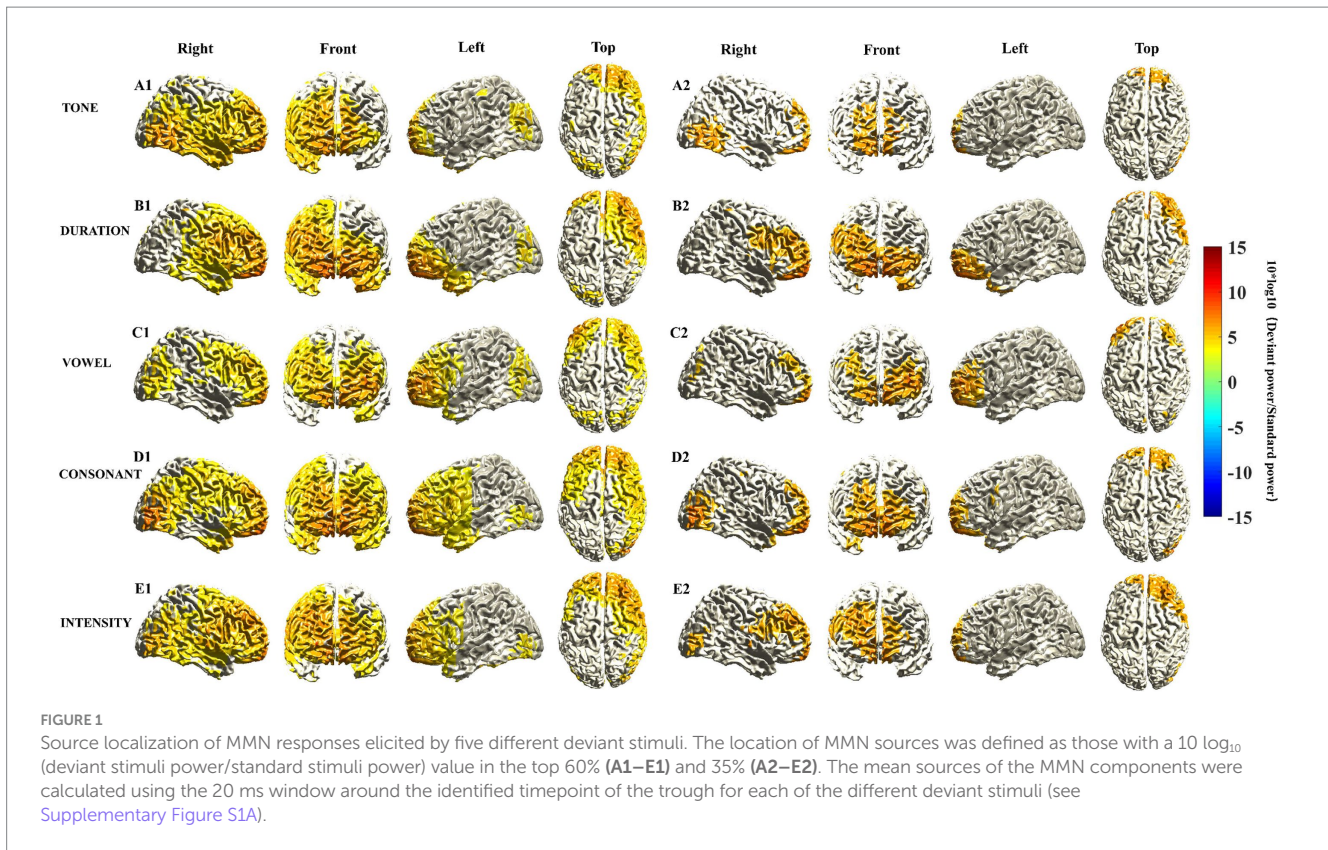 Right Front Left Top Right Front Left Top
A1 A2
TONE
B1 B2
DURATION
C1 C2
VOWEL
D1 D2
CONSONANT
E1 E2
INTENSITY
15
10
5
0
-5
-10
-15
10*log10 (Deviant power/Standard power)
FIGURE 1
Source localization of MMN responses elicited by five different deviant stimuli. The location of MMN sources was defined as those with a 10 log₁₀
(deviant stimuli power/standard stimuli power) value in the top 60% (A1–E1) and 35% (A2–E2). The mean sources of the MMN components were
calculated using the 20 ms window around the identified timepoint of the trough for each of the different deviant stimuli (see
Supplementary Figure S1A).